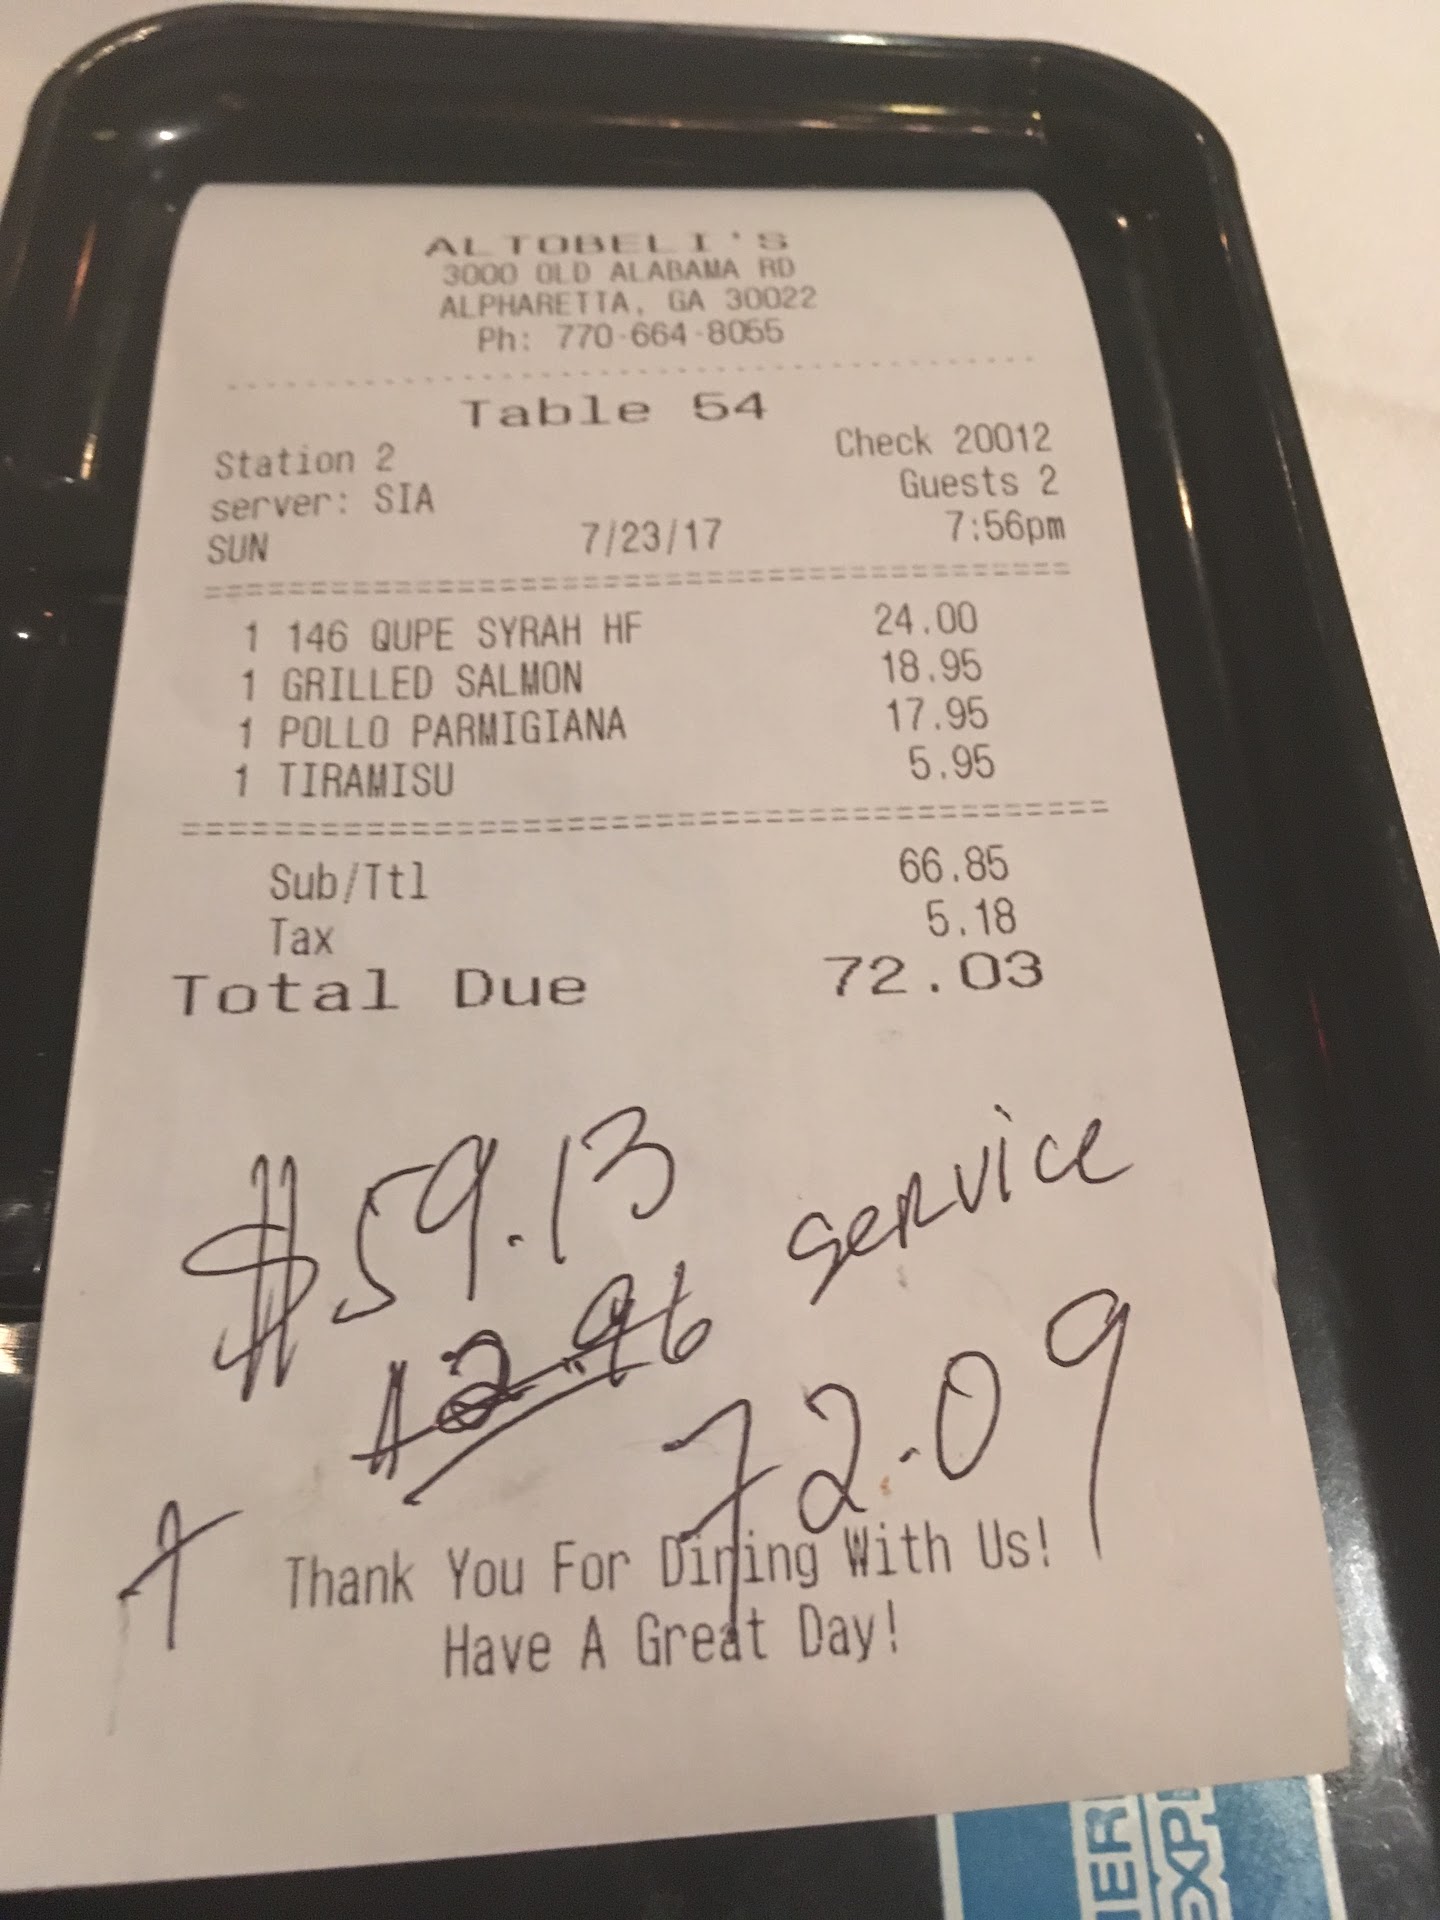 ALTOBELI'S
3000 OLD ALABAMA RD
ALPHARETTA, GA 30022
Ph: 770-664-8055
Table 54
Station 2 Check 20012
server: SIA Guests 2
SUN 7/23/17 7:56pm
1 146 QUPE SYRAH HF 24.00
1 GRILLED SALMON 18.95
1 POLLO PARMIGIANA 17.95
1 TIRAMISU 5.95
Sub/Ttl 66.85
Tax 5.18
Total Due 72.03
$59.13
12.96 service
72.09
Thank You For Dining With Us!
Have A Great Day!